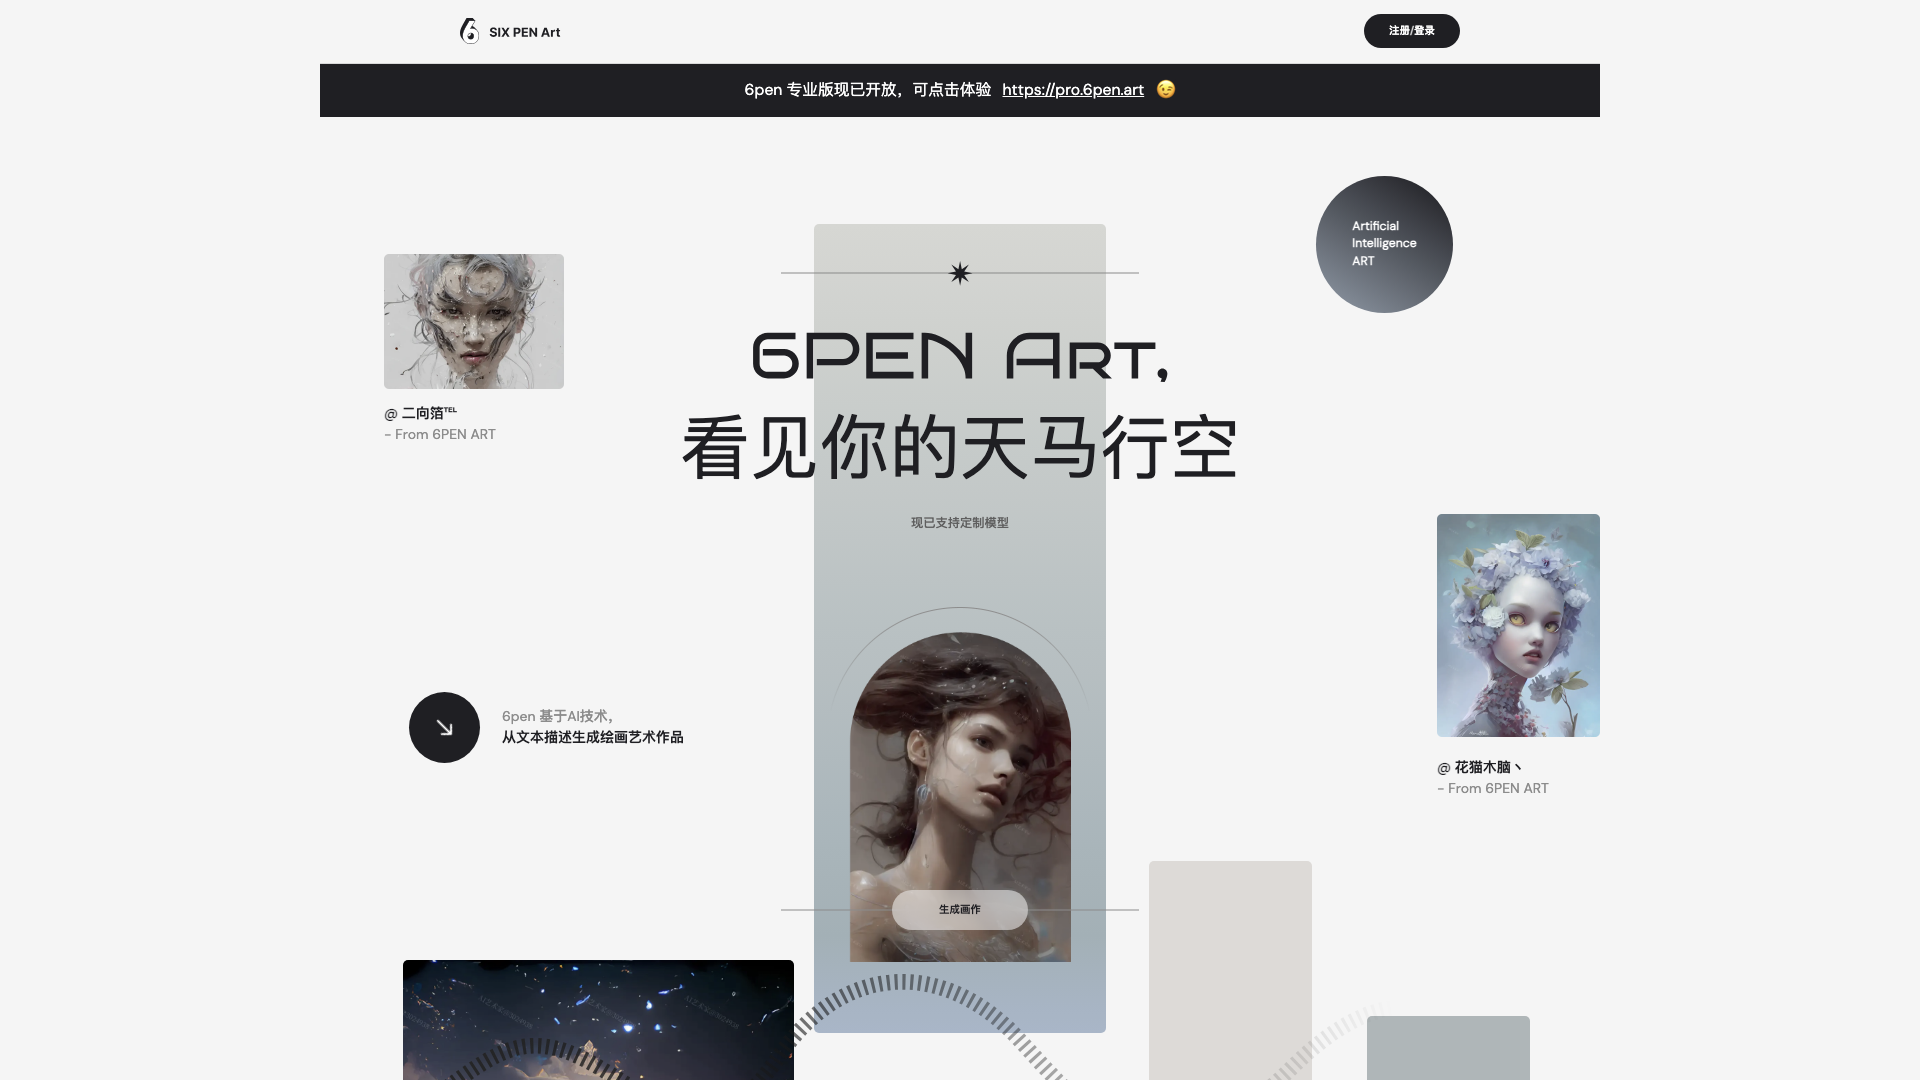 SIX PEN Art
注册/登录
6pen 专业版现已开放，可点击体验 https://pro.6pen.art 😉
Artificial
Intelligence
ART
6PEN Art,
看见你的天马行空
@ 二向箔℡
- From 6PEN ART
现已支持定制模型
6pen 基于AI技术，
从文本描述生成绘画艺术作品
@ 花猫木脑丶
- From 6PEN ART
生成画作